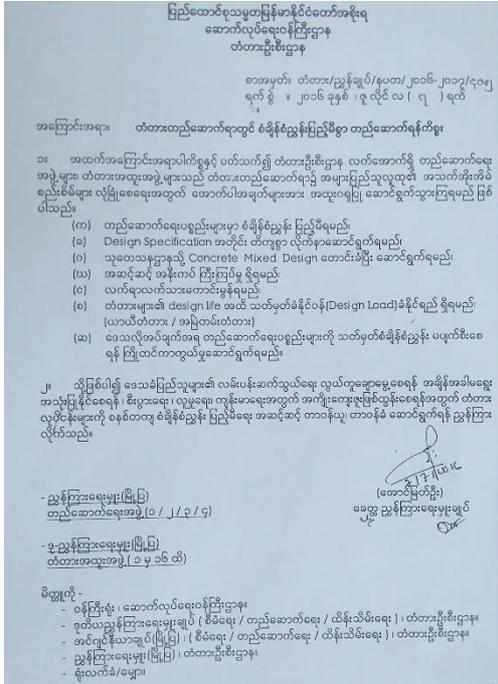 ပြည်ထောင်စုသမ္မတမြန်မာနိုင်ငံတော်အစိုးရ
ဆောက်လုပ်ရေးဝန်ကြီးဌာန
တံတားဦးစီးဌာန
စာအမှတ်။ တံတား/ညွှန်ချုပ်/နပတ/၂၀၁၆-၂၀၁၇/၄၀၅
ရက်စွဲ ။ ၂၀၁၆ ခုနှစ် ၊ ဇူလိုင် လ ( ၇ ) ရက်
အကြောင်းအရာ။ တံတားတည်ဆောက်ရာတွင် စံချိန်စံညွှန်းပြည့်မီစွာ တည်ဆောက်ရန်ကိစ္စ။
၁။ အထက်အကြောင်းအရာပါကိစ္စနှင့် ပတ်သက်၍ တံတားဦးစီးဌာန လက်အောက်ရှိ တည်ဆောက်ရေး
အဖွဲ့များ၊ တံတားအထူးအဖွဲ့များသည် တံတားတည်ဆောက်ရာ၌ အများပြည်သူလူထု၏ အသက်အိုးအိမ်
စည်းစိမ်များ လုံခြုံစေရေးအတွက် အောက်ပါအချက်များအား အထူးဂရုပြု ဆောင်ရွက်သွားကြရမည် ဖြစ်
ပါသည်။
(က) တည်ဆောက်ရေးပစ္စည်းများမှာ စံချိန်စံညွှန်း ပြည့်မီရမည်၊
(ခ) Design Specification အတိုင်း တိကျစွာ လိုက်နာဆောင်ရွက်ရမည်၊
(ဂ) သုတေသနဌာနသို့ Concrete Mixed Design တောင်းခံပြီး ဆောင်ရွက်ရမည်၊
(ဃ) အဆင့်ဆင့် အနီးကပ် ကြီးကြပ်မှု ရှိရမည်၊
(င) လက်ရာလက်သားကောင်းမွန်ရမည်၊
(စ) တံတားများ၏ design life အထိ သတ်မှတ်ခံနိုင်ဝန်(Design Load)ခံနိုင်ရည် ရှိရမည်၊
(ယာယီတံတား / အမြဲတမ်းတံတား)
(ဆ) ဒေသလိုအပ်ချက်အရ တည်ဆောက်ရေးပစ္စည်းများကို သတ်မှတ်စံချိန်စံညွှန်း မပျက်စီးစေ
ရန် ကြိုတင်ကာကွယ်မှုဆောင်ရွက်ရမည်။
၂။ သို့ဖြစ်ပါ၍ ဒေသခံပြည်သူများ၏ လမ်းပန်းဆက်သွယ်ရေး လွယ်ကူချောမွေ့စေရန် အချိန်အခါမရွေး
အသုံးပြုနိုင်စေရန် ၊ စီးပွားရေး ၊ လူမှုရေး၊ ကျန်းမာရေးအတွက် အကျိုးကျေးဇူးဖြစ်ထွန်းစေရန်အတွက် တံတား
လုပ်ငန်းများကို စနစ်တကျ စံချိန်စံညွှန်း ပြည့်မီရေး အဆင့်ဆင့် တာဝန်ယူ၊ တာဝန်ခံ ဆောင်ရွက်ရန် ညွှန်ကြား
လိုက်သည်။
(အောင်မြတ်ဦး)
ခေတ္တ ညွှန်ကြားရေးမှူးချုပ်
- ညွှန်ကြားရေးမှူး(မြို့ပြ)
တည်ဆောက်ရေးအဖွဲ့ (၁ / ၂ / ၃ / ၄)
- ဒု-ညွှန်ကြားရေးမှူး(မြို့ပြ)
တံတားအထူးအဖွဲ့ ( ၁ မှ ၁၆ ထိ)
မိတ္တူကို -
- ဝန်ကြီးရုံး ၊ ဆောက်လုပ်ရေးဝန်ကြီးဌာန။
- ဒုတိယညွှန်ကြားရေးမှူးချုပ် ( စီမံရေး / တည်ဆောက်ရေး / ထိန်းသိမ်းရေး ) ၊ တံတားဦးစီးဌာန။
- အင်ဂျင်နီယာချုပ်(မြို့ပြ) ၊ ( စီမံရေး / တည်ဆောက်ရေး / ထိန်းသိမ်းရေး ) ၊ တံတားဦးစီးဌာန။
- ညွှန်ကြားရေးမှူး(မြို့ပြ) ၊ တံတားဦးစီးဌာန။
- ရုံးလက်ခံ/မျှော။